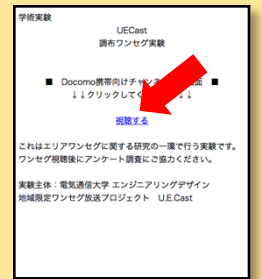 学術実験
UECast
調布ワンセグ実験
■ Docomo携帯向けチャンネ 面 ■
↓↓クリックしてく ↓↓
視聴する
これはエリアワンセグに関する研究の一環で行う実験です。
ワンセグ視聴後にアンケート調査にご協力ください。
実験主体：電気通信大学 エンジニアリングデザイン
地域限定ワンセグ放送プロジェクト U.E.Cast